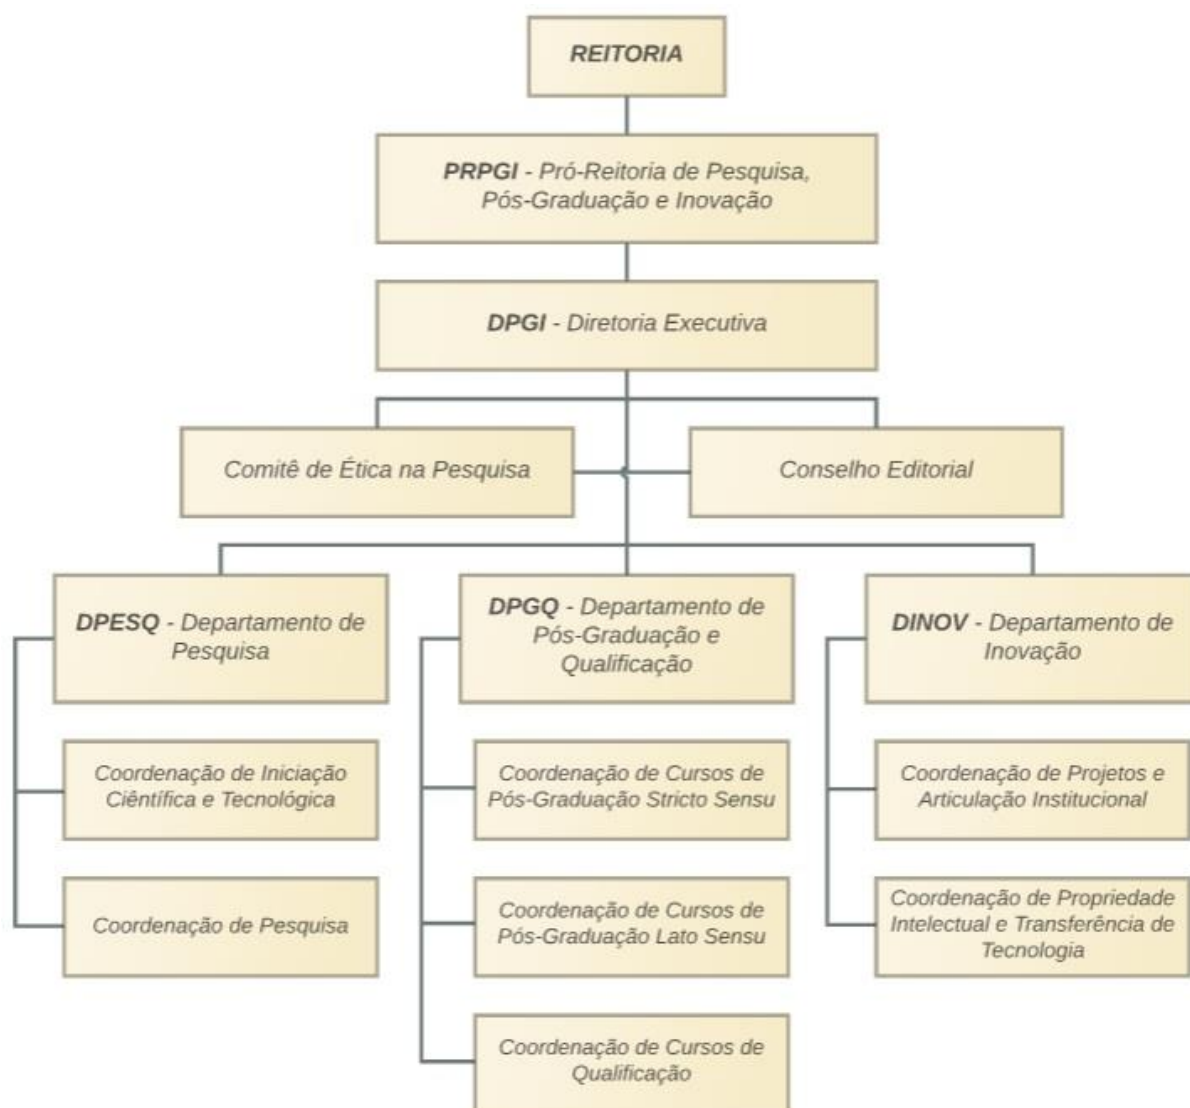 REITORIA
PRPGI - Pró-Reitoria de Pesquisa,
Pós-Graduação e Inovação
DPGI - Diretoria Executiva
Comitê de Ética na Pesquisa
Conselho Editorial
DPESQ - Departamento de
Pesquisa
DPGQ - Departamento de
Pós-Graduação e
Qualificação
DINOV - Departamento de
Inovação
Coordenação de Iniciação
Ciêntífica e Tecnológica
Coordenação de Cursos de
Pós-Graduação Stricto Sensu
Coordenação de Projetos e
Articulação Institucional
Coordenação de Pesquisa
Coordenação de Cursos de
Pós-Graduação Lato Sensu
Coordenação de Propriedade
Intelectual e Transferência de
Tecnologia
Coordenação de Cursos de
Qualificação